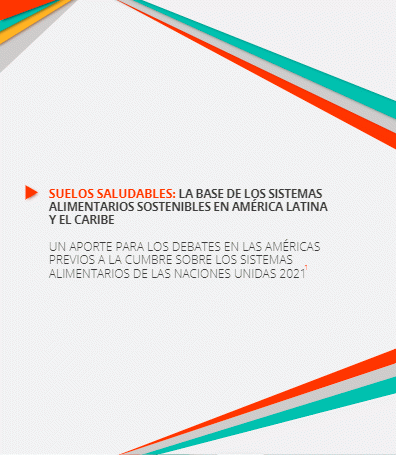 SUELOS SALUDABLES: LA BASE DE LOS SISTEMAS
ALIMENTARIOS SOSTENIBLES EN AMÉRICA LATINA
Y EL CARIBE
UN APORTE PARA LOS DEBATES EN LAS AMÉRICAS
PREVIOS A LA CUMBRE SOBRE LOS SISTEMAS
ALIMENTARIOS DE LAS NACIONES UNIDAS 2021¹